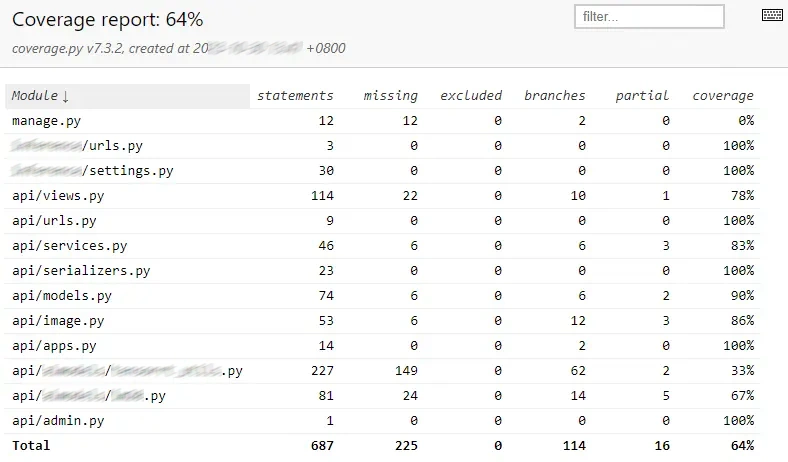 Coverage report: 64%
filter...
coverage.py v7.3.2, created at 20 +0800
Module ↓ statements missing excluded branches partial coverage
manage.py 12 12 0 2 0 0%
/urls.py 3 0 0 0 0 100%
/settings.py 30 0 0 0 0 100%
api/views.py 114 22 0 10 1 78%
api/urls.py 9 0 0 0 0 100%
api/services.py 46 6 0 6 3 83%
api/serializers.py 23 0 0 0 0 100%
api/models.py 74 6 0 6 2 90%
api/image.py 53 6 0 12 3 86%
api/apps.py 14 0 0 2 0 100%
api/ / .py 227 149 0 62 2 33%
api/ / .py 81 24 0 14 5 67%
api/admin.py 1 0 0 0 0 100%
Total 687 225 0 114 16 64%